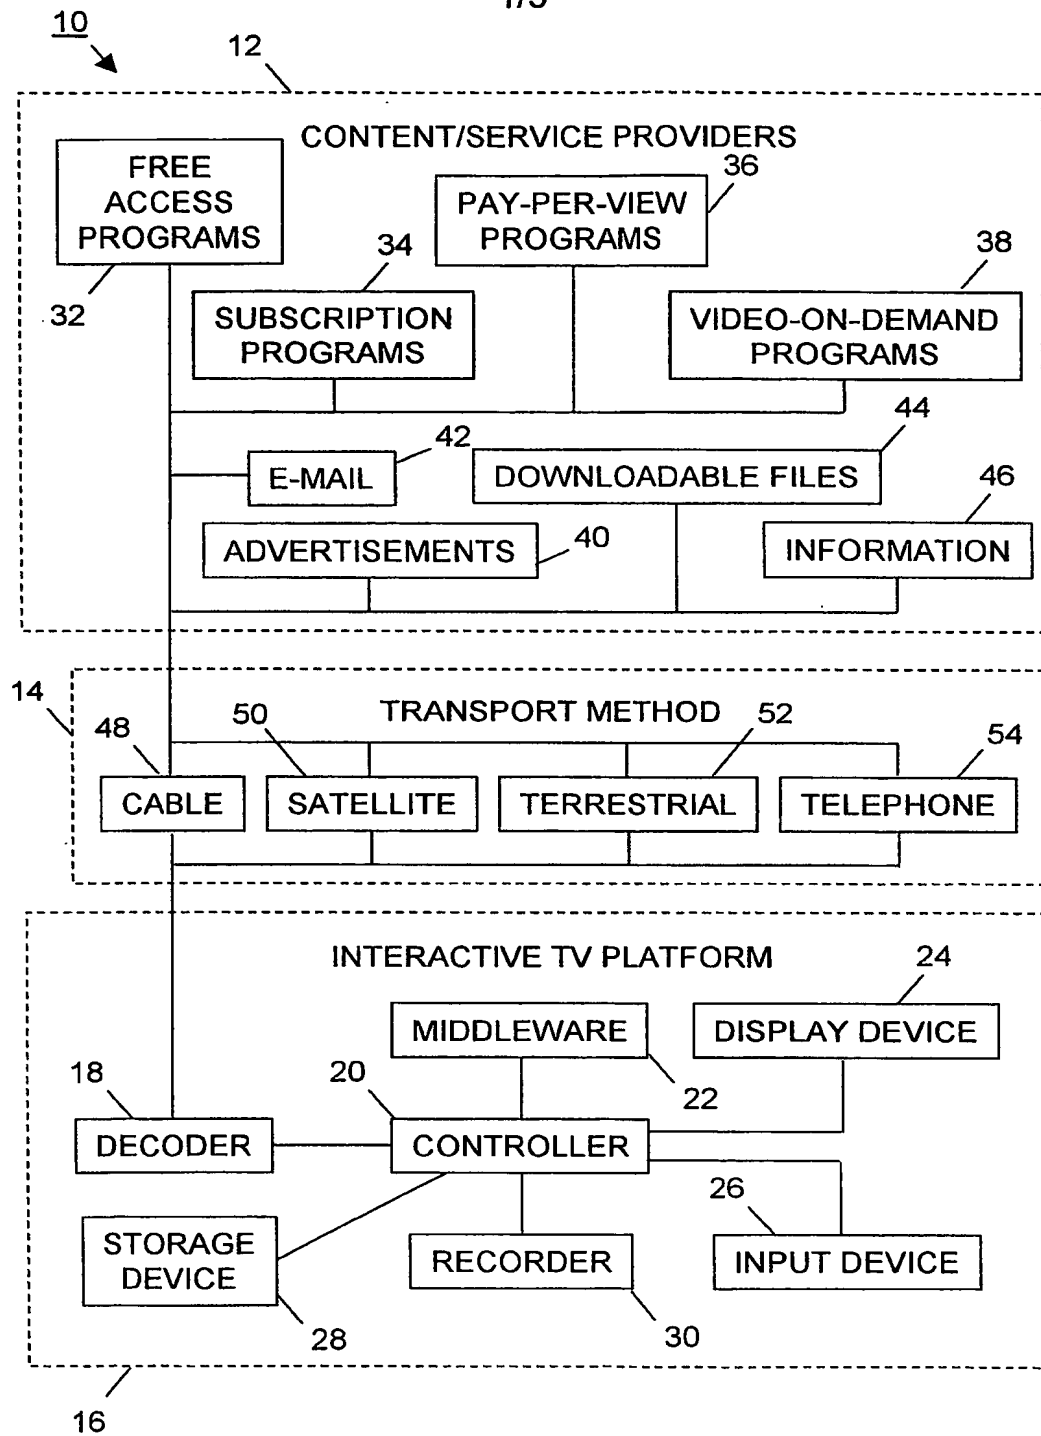 1/5
10
12
CONTENT/SERVICE PROVIDERS
FREE
ACCESS
PROGRAMS
32
36
PAY-PER-VIEW
PROGRAMS
34
SUBSCRIPTION
PROGRAMS
38
VIDEO-ON-DEMAND
PROGRAMS
42
E-MAIL
44
DOWNLOADABLE FILES
46
ADVERTISEMENTS
40
INFORMATION
14
TRANSPORT METHOD
48
CABLE
50
SATELLITE
52
TERRESTRIAL
54
TELEPHONE
INTERACTIVE TV PLATFORM
24
MIDDLEWARE
22
DISPLAY DEVICE
18
DECODER
20
CONTROLLER
26
STORAGE
DEVICE
28
RECORDER
30
INPUT DEVICE
16